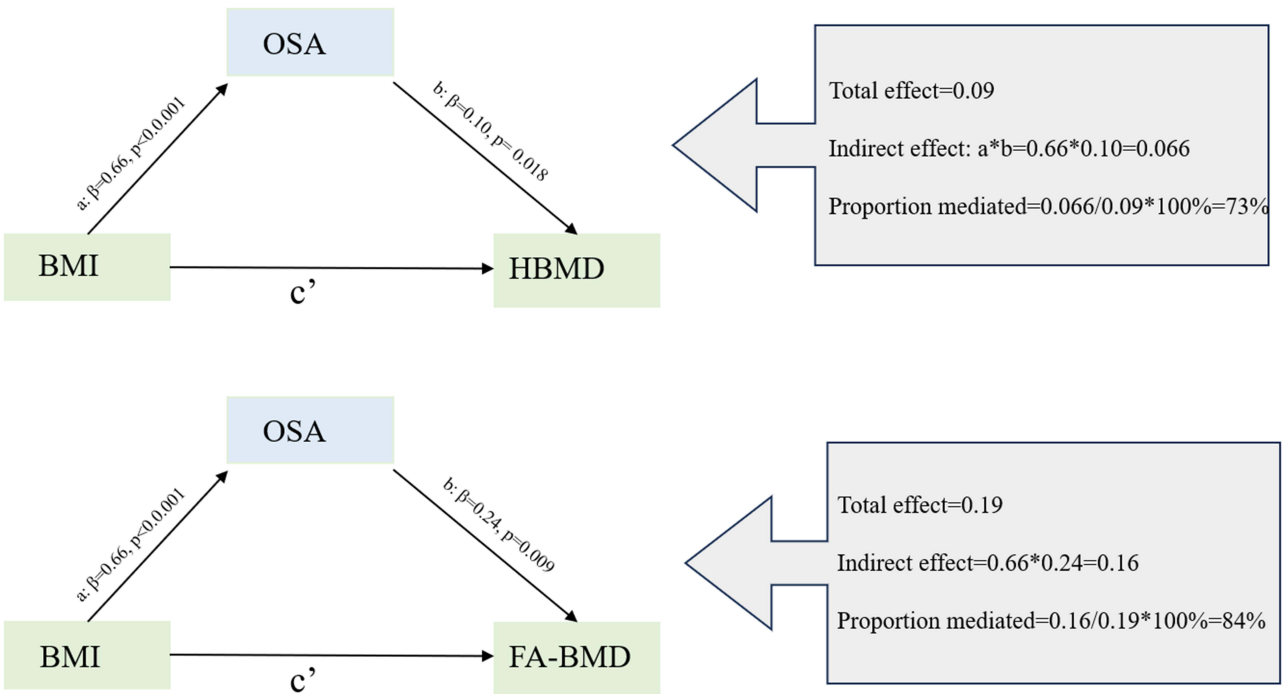 OSA
a: β=0.66, p<0.0.001
b: β=0.10, p= 0.018
BMI
HBMD
c’
Total effect=0.09
Indirect effect: a*b=0.66*0.10=0.066
Proportion mediated=0.066/0.09*100%=73%
OSA
a: β=0.66, p<0.0.001
b: β=0.24, p=0.009
BMI
FA-BMD
c’
Total effect=0.19
Indirect effect=0.66*0.24=0.16
Proportion mediated=0.16/0.19*100%=84%